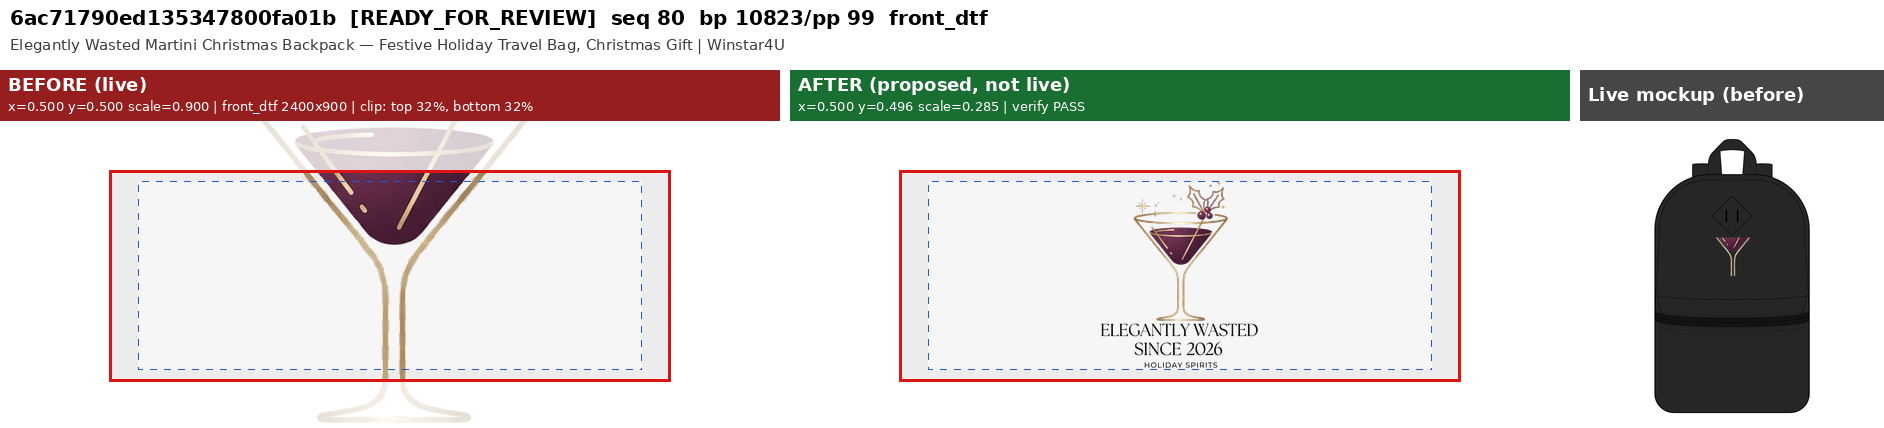 6ac71790ed135347800fa01b [READY_FOR_REVIEW] seq 80 bp 10823/pp 99 front_dtf
Elegantly Wasted Martini Christmas Backpack — Festive Holiday Travel Bag, Christmas Gift | Winstar4U
BEFORE (live)
x=0.500 y=0.500 scale=0.900 | front_dtf 2400x900 | clip: top 32%, bottom 32%
AFTER (proposed, not live)
x=0.500 y=0.496 scale=0.285 | verify PASS
Live mockup (before)
ELEGANTLY WASTED
SINCE 2026
HOLIDAY SPIRITS